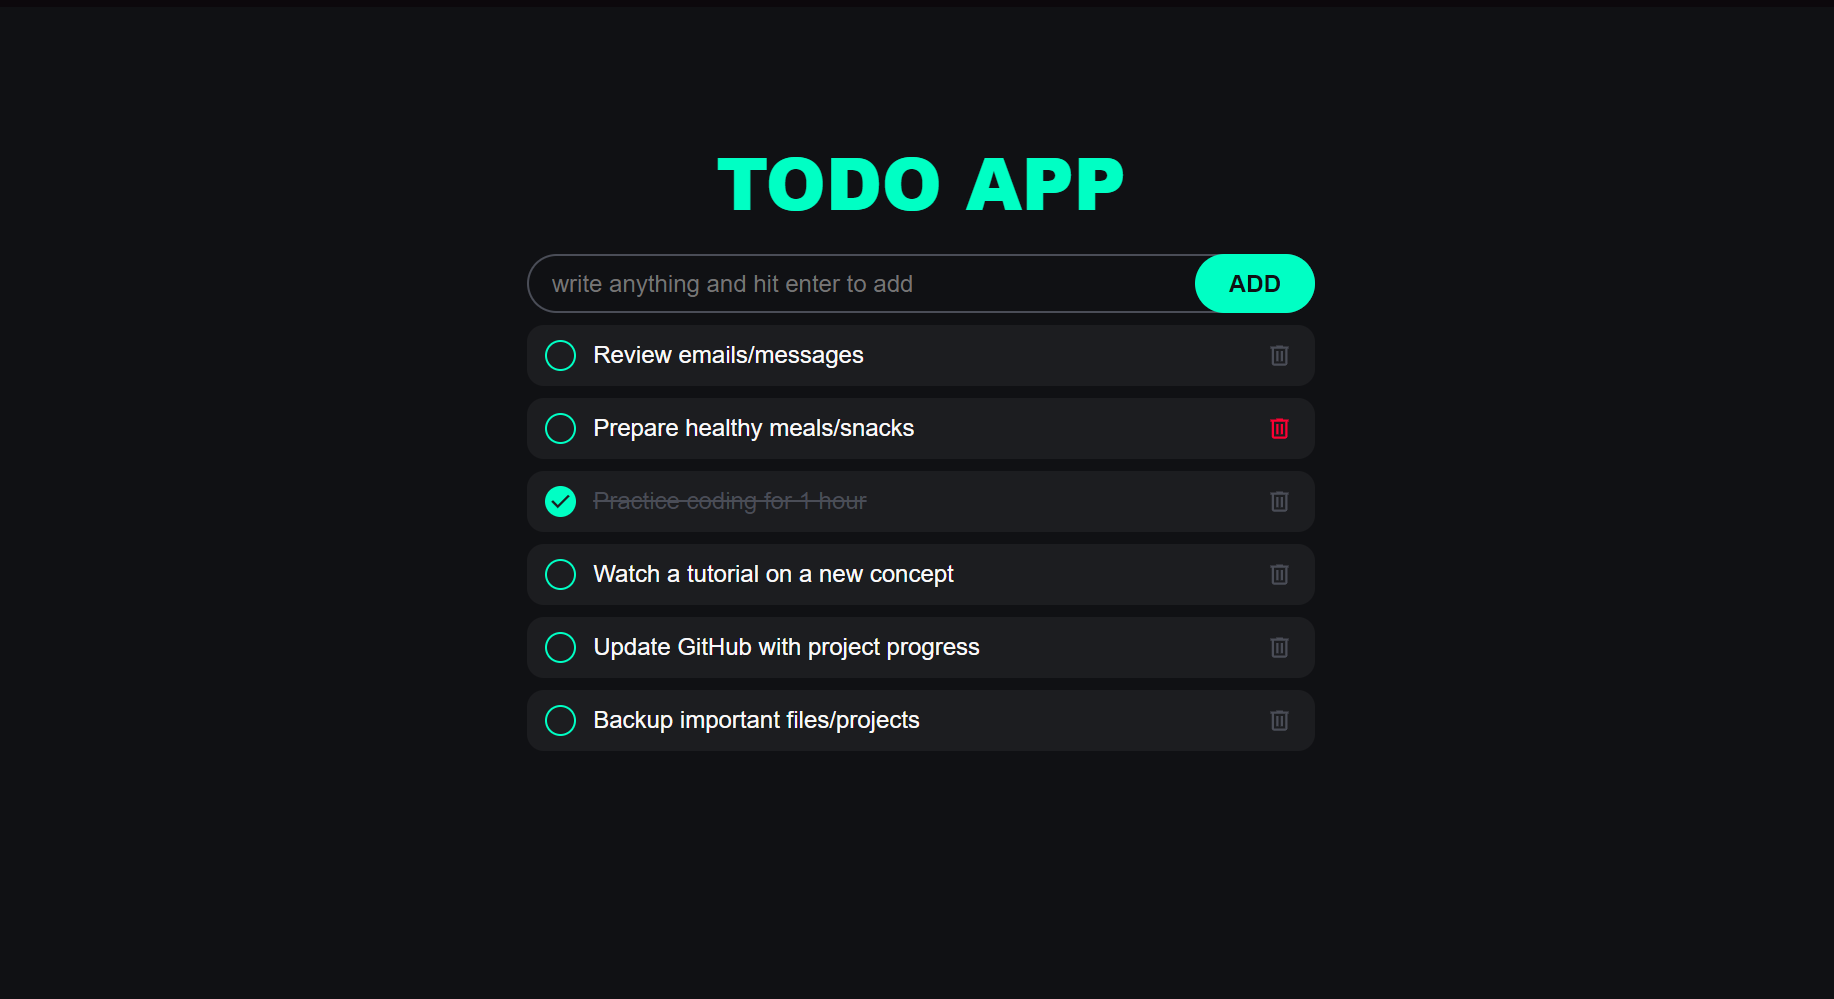 TODO APP
write anything and hit enter to add
ADD
Review emails/messages
Prepare healthy meals/snacks
Practice coding for 1 hour
Watch a tutorial on a new concept
Update GitHub with project progress
Backup important files/projects